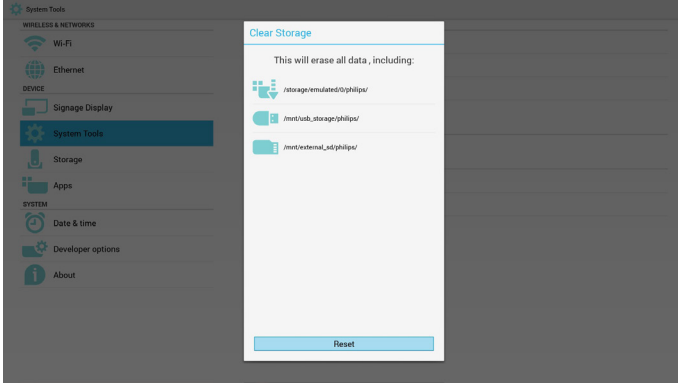 System Tools
WIRELESS & NETWORKS
Wi-Fi
Ethernet
DEVICE
Signage Display
System Tools
Storage
Apps
SYSTEM
Date & time
Developer options
About
Clear Storage
This will erase all data , including:
/storage/emulated/0/philips/
/mnt/usb_storage/philips/
/mnt/external_sd/philips/
Reset